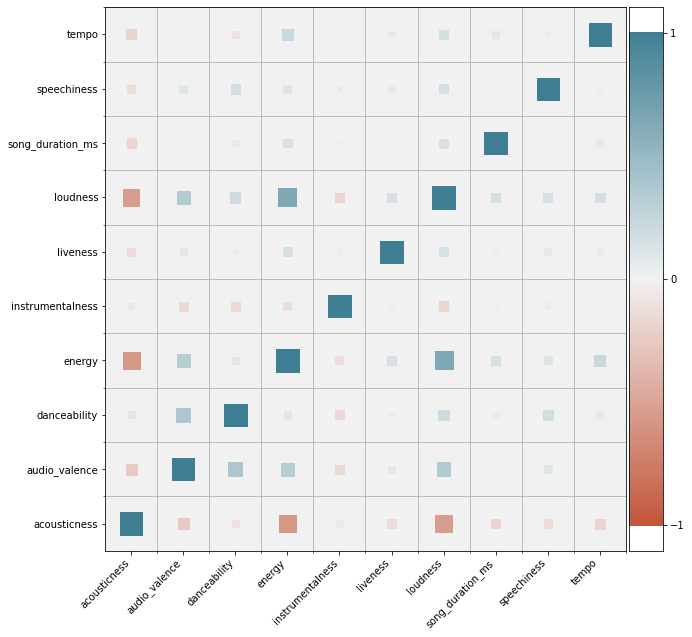 tempo
speechiness
song_duration_ms
loudness
liveness
instrumentalness
energy
danceability
audio_valence
acousticness
acousticness
audio_valence
danceability
energy
instrumentalness
liveness
loudness
song_duration_ms
speechiness
tempo
1
0
−1